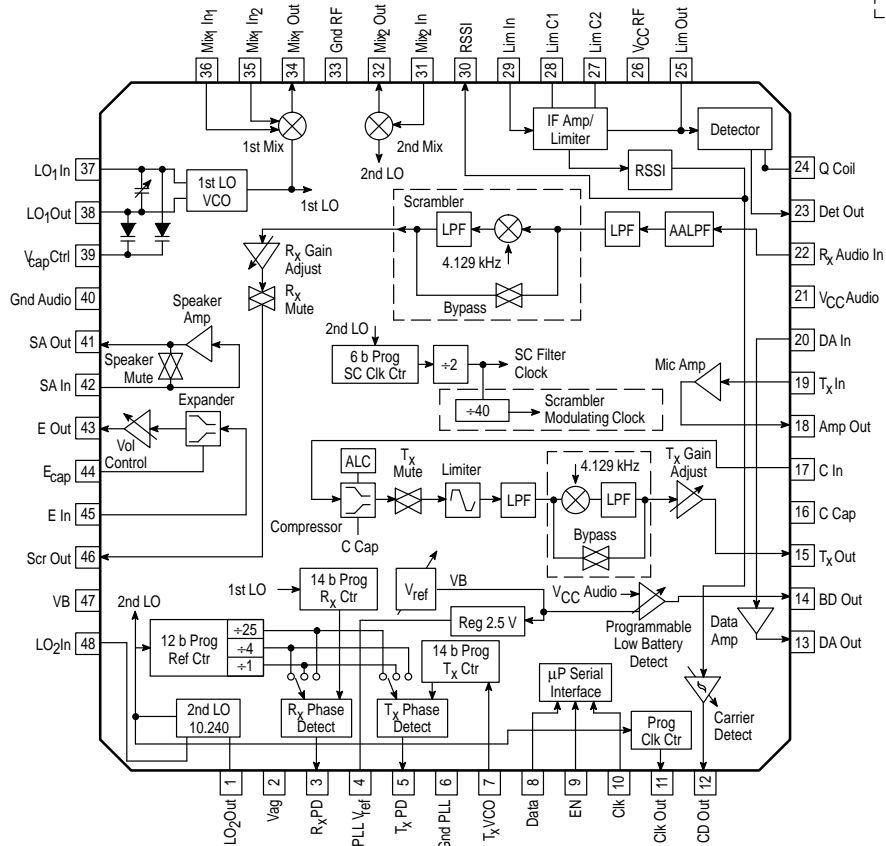 Mix1 In1
Mix1 In2
Mix1 Out
Gnd RF
Mix2 Out
Mix2 In
RSSI
Lim In
Lim C1
Lim C2
VCC RF
Lim Out
36
35
34
33
32
31
30
29
28
27
26
25
1st Mix
2nd Mix
2nd LO
IF Amp/
Limiter
Detector
RSSI
LO1 In
37
LO1 Out
38
Vcap Ctrl
39
Gnd Audio
40
SA Out
41
SA In
42
E Out
43
Ecap
44
E In
45
Scr Out
46
VB
47
LO2 In
48
24
Q Coil
23
Det Out
22
Rx Audio In
21
VCC Audio
20
DA In
19
Tx In
18
Amp Out
17
C In
16
C Cap
15
Tx Out
14
BD Out
13
DA Out
1st LO
VCO
1st LO
Scrambler
LPF
4.129 kHz
Bypass
LPF
AALPF
Rx Gain
Adjust
Rx
Mute
Speaker
Amp
Speaker
Mute
2nd LO
6 b Prog
SC Clk Ctr
÷2
SC Filter
Clock
÷40
Scrambler
Modulating Clock
Mic Amp
Expander
Vol
Control
ALC
Compressor
C Cap
Tx
Mute
Limiter
LPF
4.129 kHz
LPF
Bypass
Tx Gain
Adjust
1st LO
14 b Prog
Rx Ctr
Vref
VB
VCC Audio
Programmable
Low Battery
Detect
Reg 2.5 V
Data
Amp
2nd LO
12 b Prog
Ref Ctr
÷25
÷4
÷1
14 b Prog
Tx Ctr
µP Serial
Interface
2nd LO
10.240
Rx Phase
Detect
Tx Phase
Detect
Prog
Clk Ctr
Carrier
Detect
1
2
3
4
5
6
7
8
9
10
11
12
LO2 Out
Vag
Rx PD
PLL Vref
Tx PD
Gnd PLL
Tx VCO
Data
EN
Clk
Clk Out
CD Out